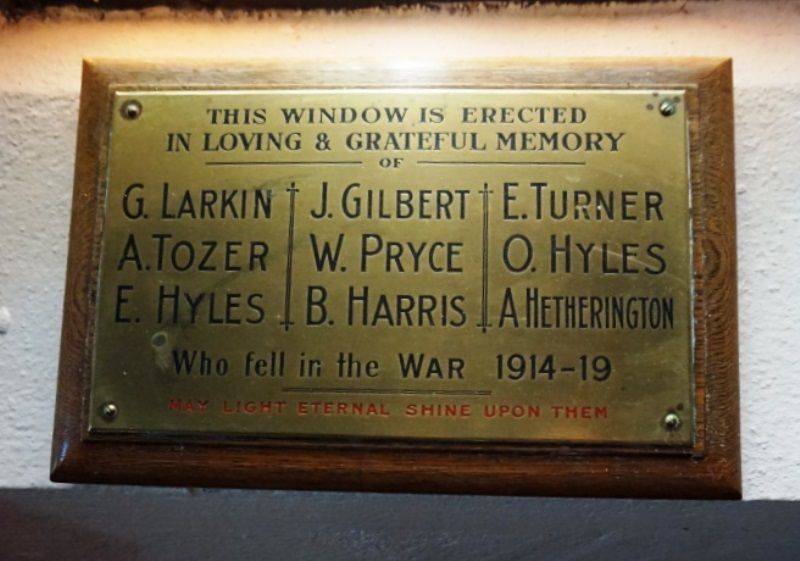 THIS WINDOW IS ERECTED
IN LOVING & GRATEFUL MEMORY
OF
G. LARKIN J. GILBERT E. TURNER
A. TOZER W. PRYCE O. HYLES
E. HYLES B. HARRIS A HETHERINGTON
Who fell in the WAR 1914-19
MAY LIGHT ETERNAL SHINE UPON THEM